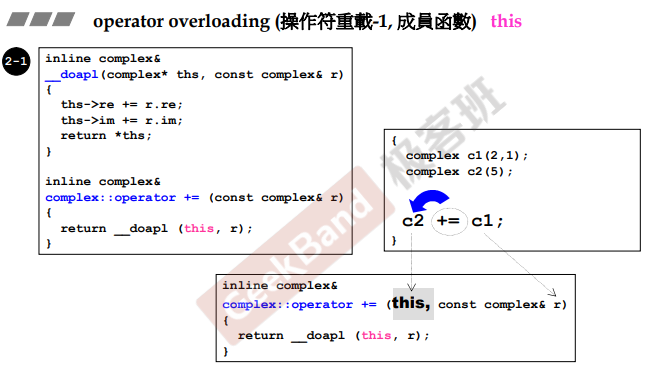 operator overloading (操作符重載-1, 成員函數) this
2-1
inline complex&
__doapl(complex* ths, const complex& r)
{
ths->re += r.re;
ths->im += r.im;
return *ths;
}
inline complex&
complex::operator += (const complex& r)
{
return __doapl (this, r);
}
{
complex c1(2,1);
complex c2(5);
c2 += c1;
}
inline complex&
complex::operator += (this, const complex& r)
{
return __doapl (this, r);
}
GeekBand 极客班